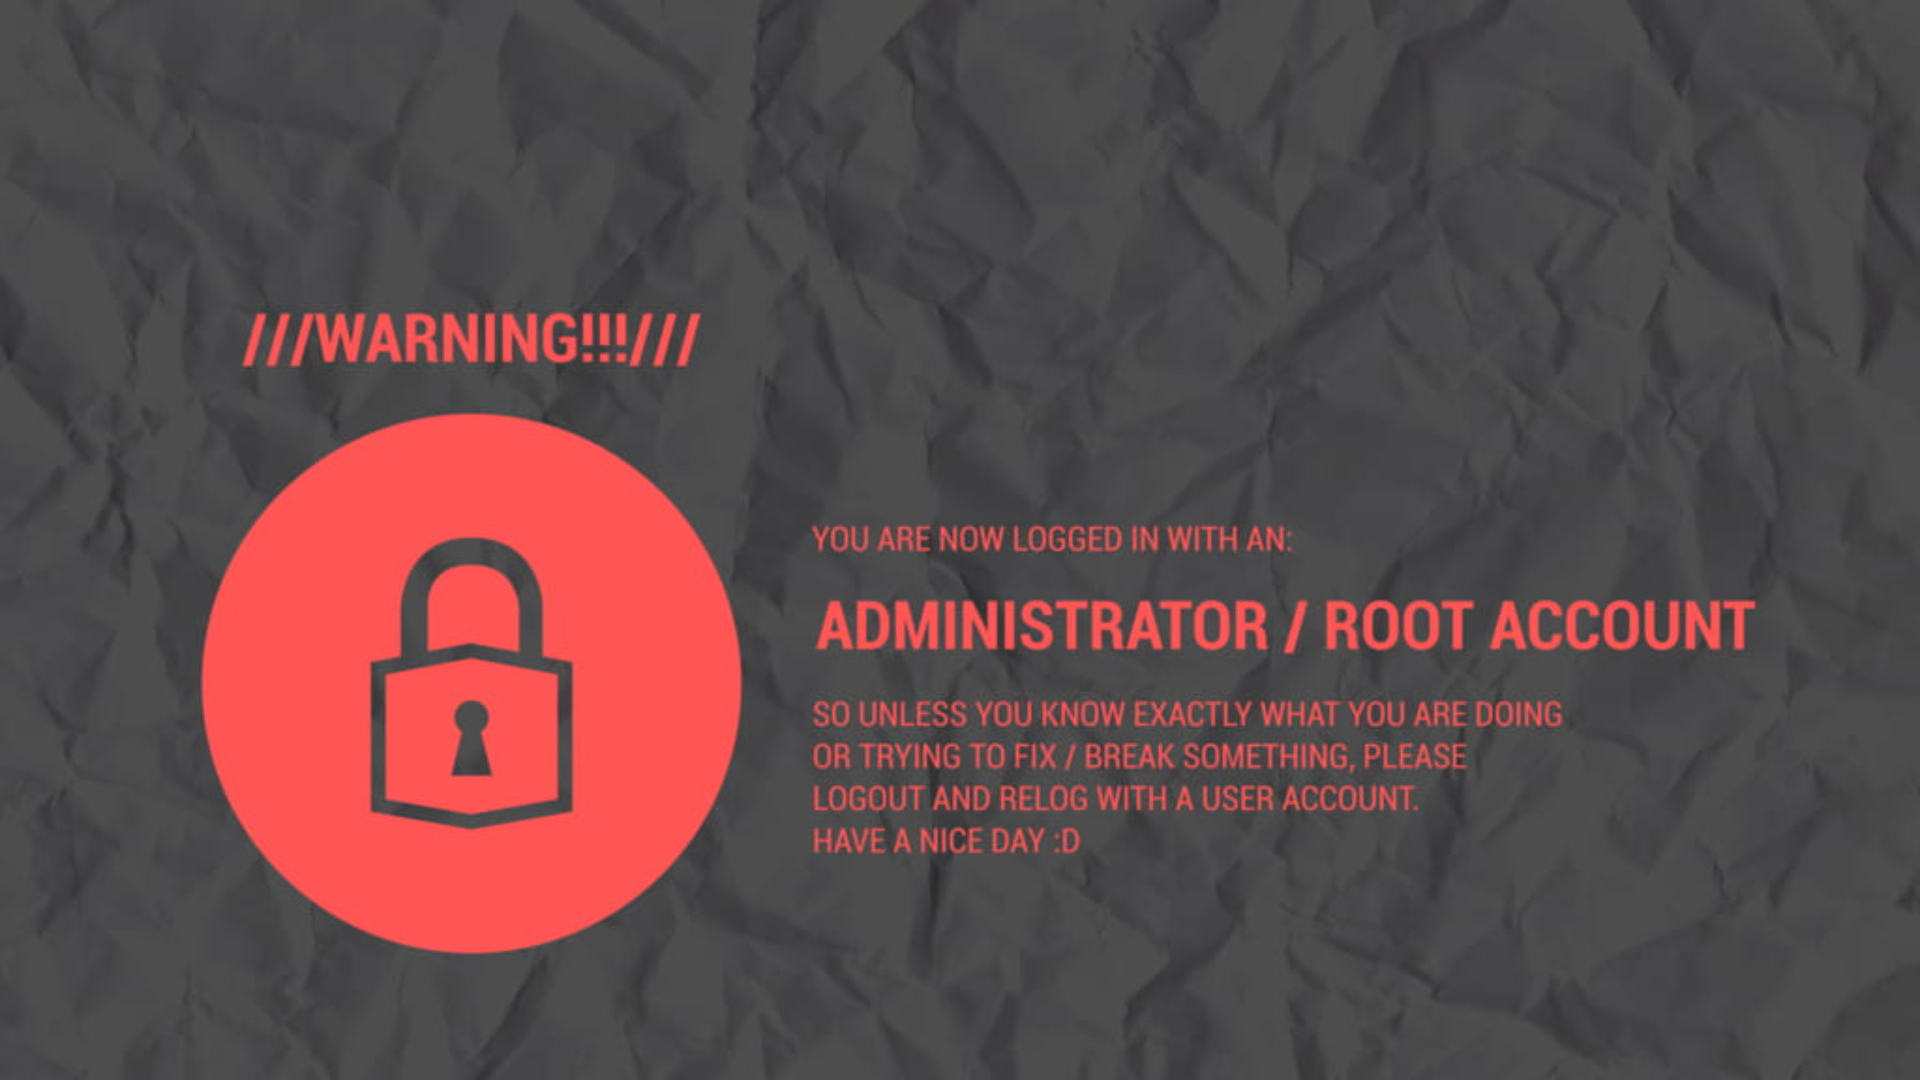 ///WARNING!!!///
YOU ARE NOW LOGGED IN WITH AN:
ADMINISTRATOR / ROOT ACCOUNT
SO UNLESS YOU KNOW EXACTLY WHAT YOU ARE DOING
OR TRYING TO FIX / BREAK SOMETHING, PLEASE
LOGOUT AND RELOG WITH A USER ACCOUNT.
HAVE A NICE DAY :D